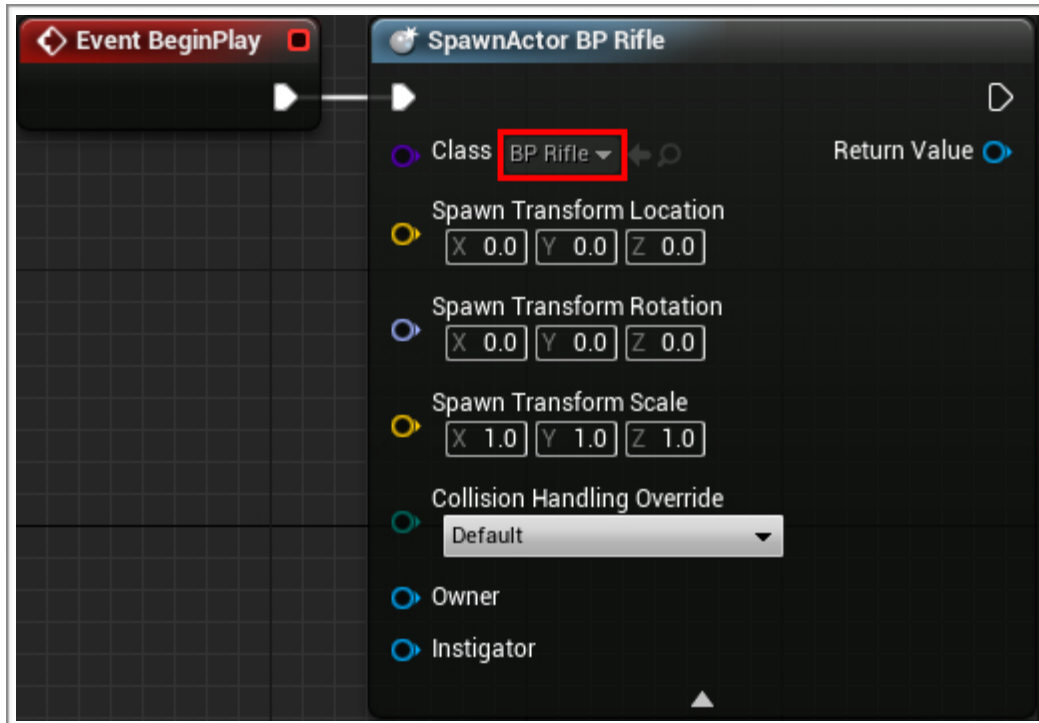 Event BeginPlay
SpawnActor BP Rifle
Class BP Rifle
Return Value
Spawn Transform Location
X 0.0 Y 0.0 Z 0.0
Spawn Transform Rotation
X 0.0 Y 0.0 Z 0.0
Spawn Transform Scale
X 1.0 Y 1.0 Z 1.0
Collision Handling Override
Default
Owner
Instigator